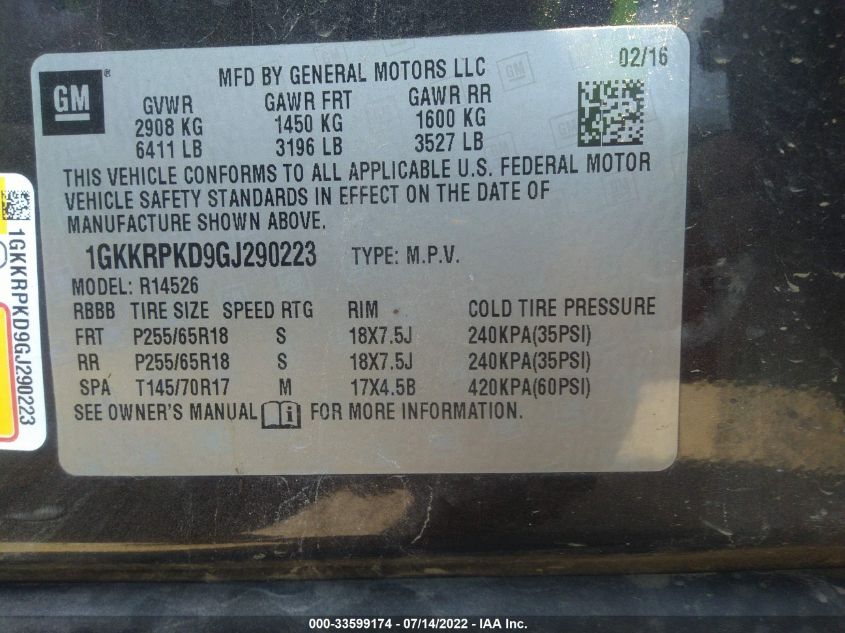 GM ®
MFD BY GENERAL MOTORS LLC
02/16
GVWR GAWR FRT GAWR RR
2908 KG 1450 KG 1600 KG
6411 LB 3196 LB 3527 LB
THIS VEHICLE CONFORMS TO ALL APPLICABLE U.S. FEDERAL MOTOR
VEHICLE SAFETY STANDARDS IN EFFECT ON THE DATE OF
MANUFACTURE SHOWN ABOVE.
1GKKRPKD9GJ290223 TYPE: M.P.V.
MODEL: R14526
RBBB TIRE SIZE SPEED RTG RIM COLD TIRE PRESSURE
FRT P255/65R18 S 18X7.5J 240KPA(35PSI)
RR P255/65R18 S 18X7.5J 240KPA(35PSI)
SPA T145/70R17 M 17X4.5B 420KPA(60PSI)
SEE OWNER'S MANUAL i FOR MORE INFORMATION.
1GKKRPKD9GJ290223
000-33599174 - 07/14/2022 - IAA Inc.